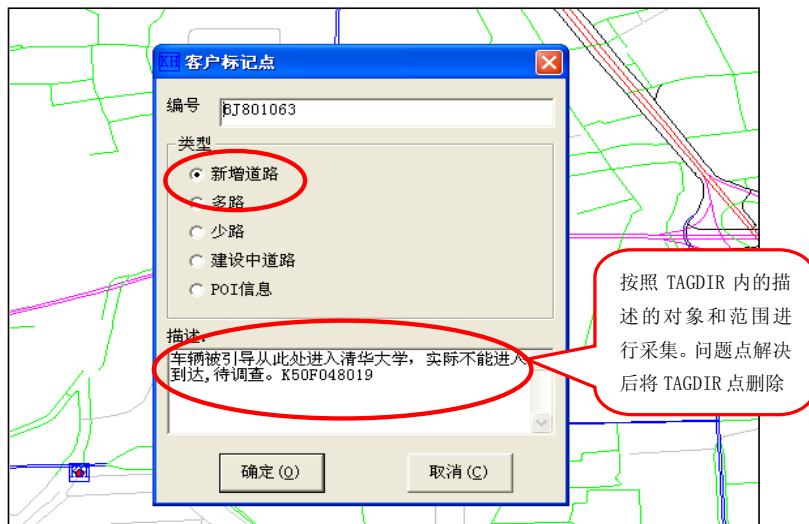 KH 客户标记点
编号 BJ801063
类型
新增道路
多路
少路
建设中道路
POI信息
描述:
车辆被引导从此处进入清华大学，实际不能进入
到达,待调查。K50F048019
确定(O)
取消(C)
按照 TAGDIR 内的描
述的对象和范围进
行采集。问题点解决
后将 TAGDIR 点删除